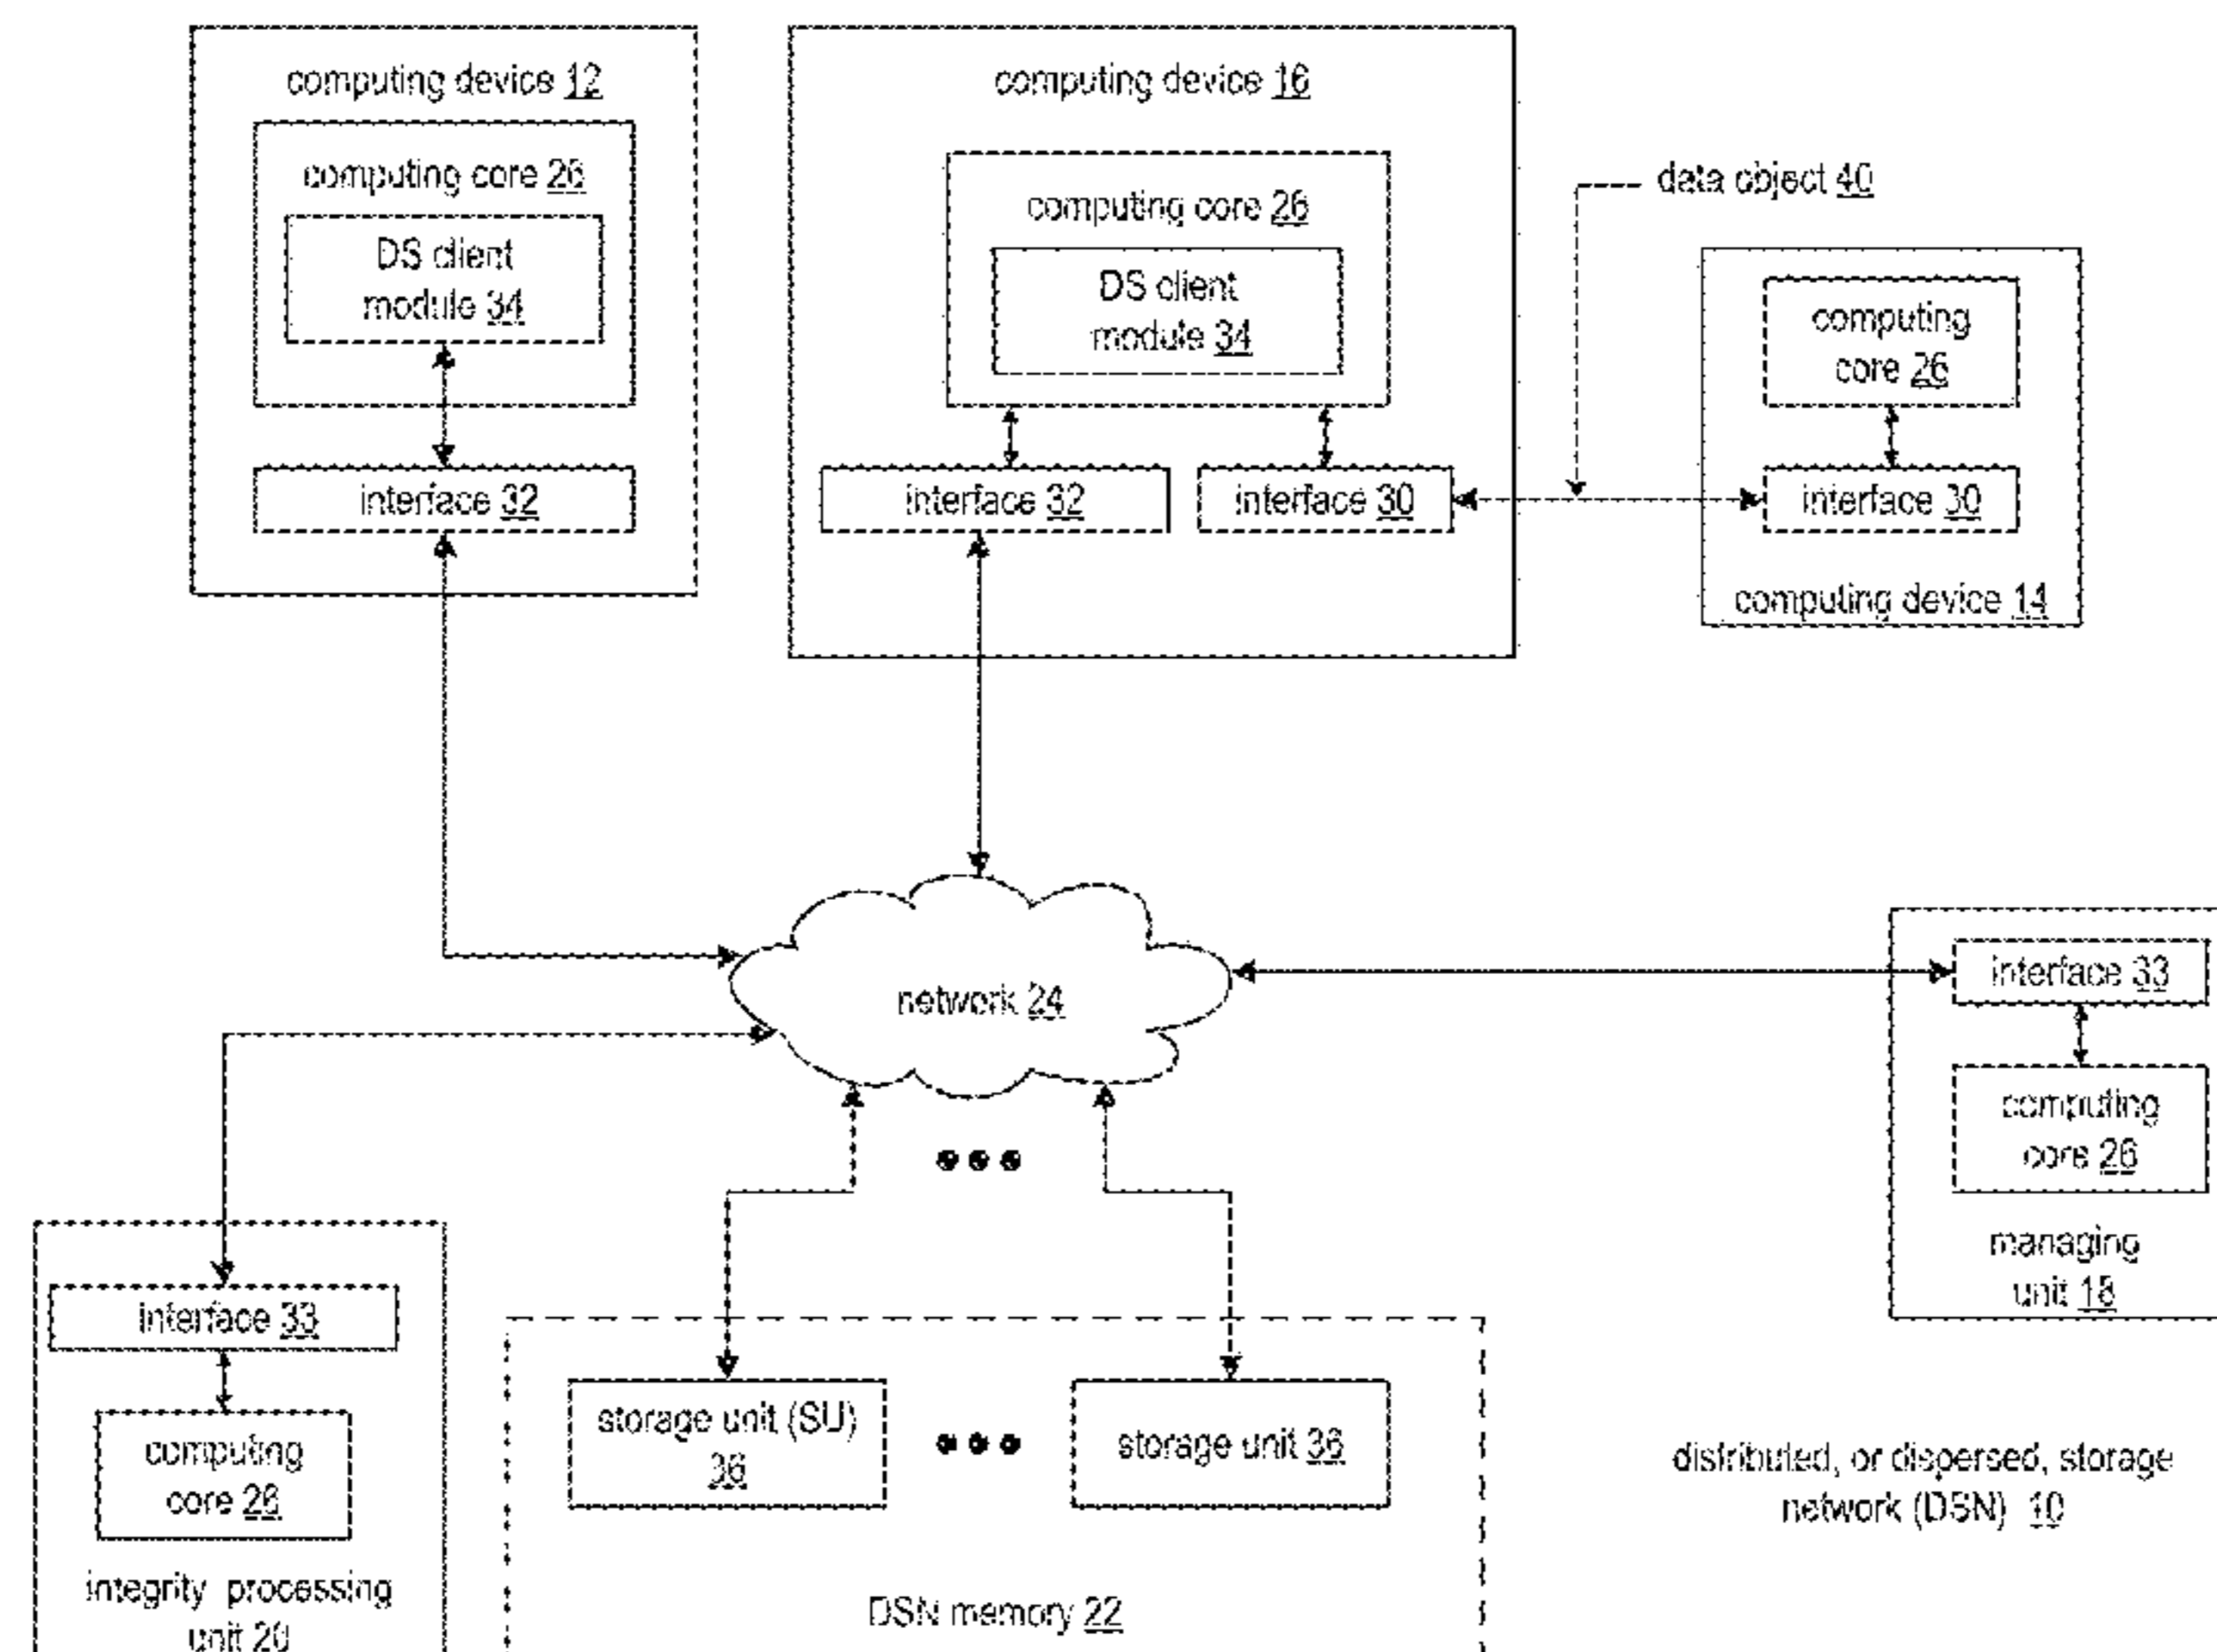 computing device 12
computing core 26
DS client
module 34
interface 32
computing device 16
computing core 26
DS client
module 34
interface 32
interface 30
data object 40
computing
core 26
interface 30
computing device 14
network 24
interface 33
computing
core 26
managing
unit 18
interface 33
computing
core 26
integrity processing
unit 20
storage unit (SU)
36
storage unit 36
DSN memory 22
distributed, or dispersed, storage
network (DSN) 10